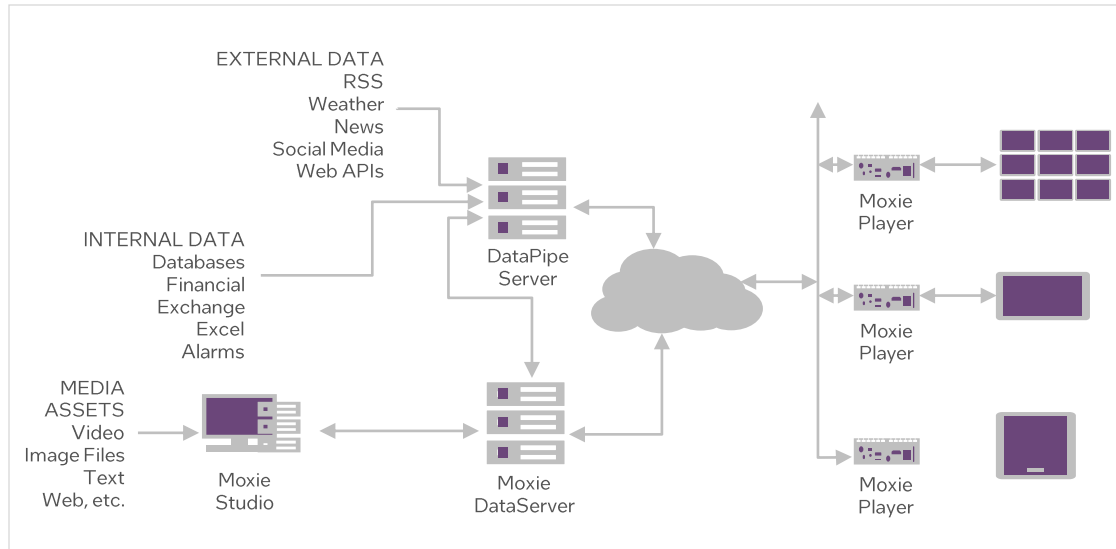 EXTERNAL DATA
RSS
Weather
News
Social Media
Web APIs
INTERNAL DATA
Databases
Financial
Exchange
Excel
Alarms
MEDIA
ASSETS
Video
Image Files
Text
Web, etc.
Moxie
Studio
DataPipe
Server
Moxie
DataServer
Moxie
Player
Moxie
Player
Moxie
Player